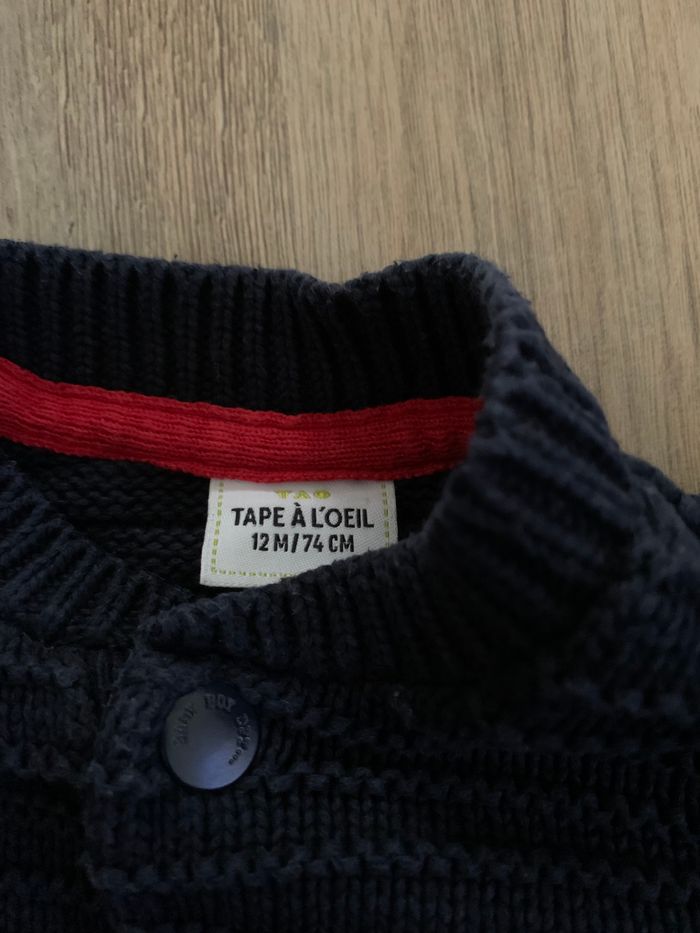 TAO
TAPE À L'OEIL
12 M/74 CM